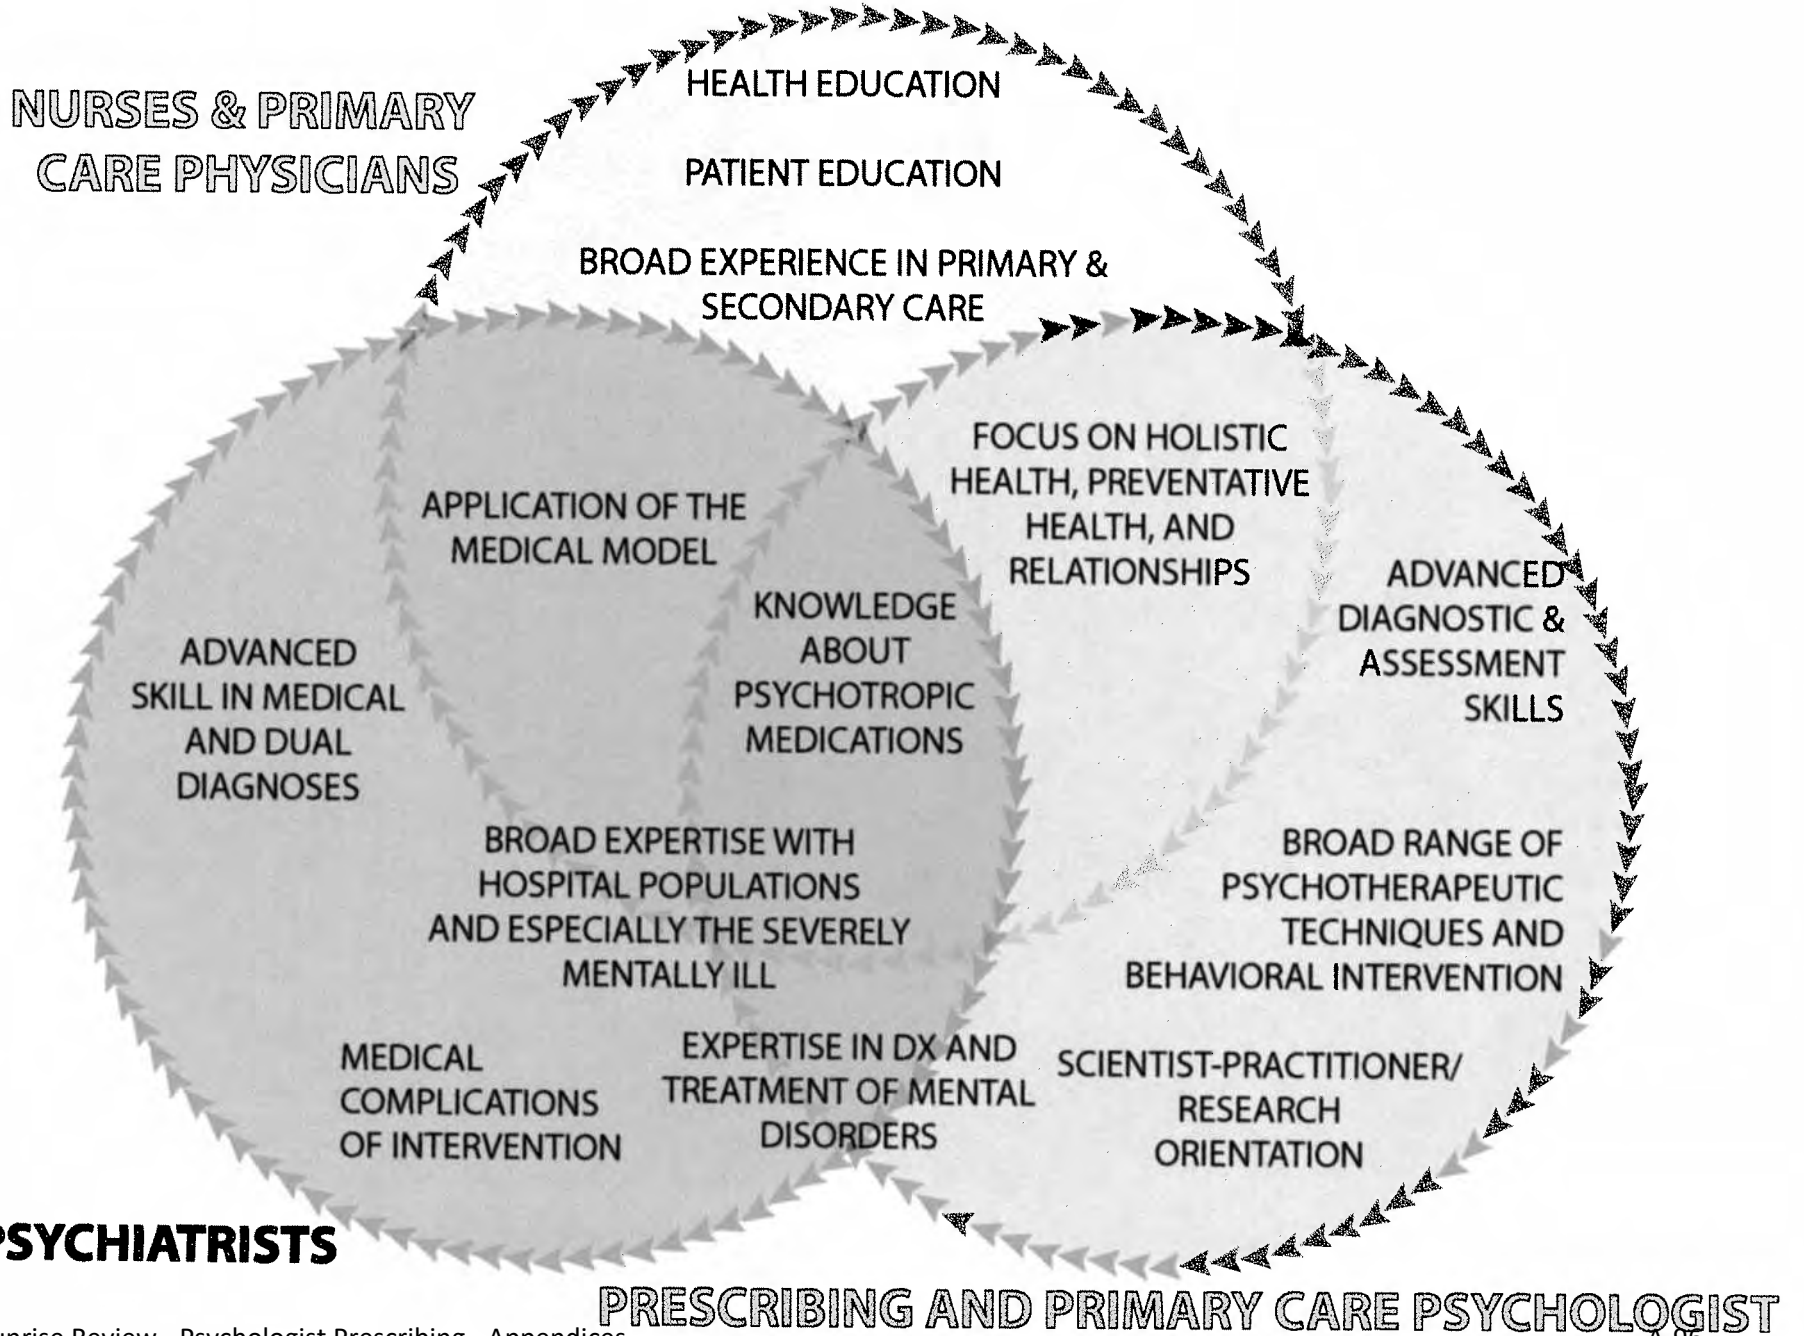 NURSES & PRIMARY
CARE PHYSICIANS
HEALTH EDUCATION
PATIENT EDUCATION
BROAD EXPERIENCE IN PRIMARY &
SECONDARY CARE
APPLICATION OF THE
MEDICAL MODEL
FOCUS ON HOLISTIC
HEALTH, PREVENTATIVE
HEALTH, AND
RELATIONSHIPS
KNOWLEDGE
ABOUT
PSYCHOTROPIC
MEDICATIONS
ADVANCED
SKILL IN MEDICAL
AND DUAL
DIAGNOSES
ADVANCED
DIAGNOSTIC &
ASSESSMENT
SKILLS
BROAD EXPERTISE WITH
HOSPITAL POPULATIONS
AND ESPECIALLY THE SEVERELY
MENTALLY ILL
BROAD RANGE OF
PSYCHOTHERAPEUTIC
TECHNIQUES AND
BEHAVIORAL INTERVENTION
MEDICAL
COMPLICATIONS
OF INTERVENTION
EXPERTISE IN DX AND
TREATMENT OF MENTAL
DISORDERS
SCIENTIST-PRACTITIONER/
RESEARCH
ORIENTATION
PSYCHIATRISTS
PRESCRIBING AND PRIMARY CARE PSYCHOLOGIST
Review - Psychologist Prescribing - Appendices